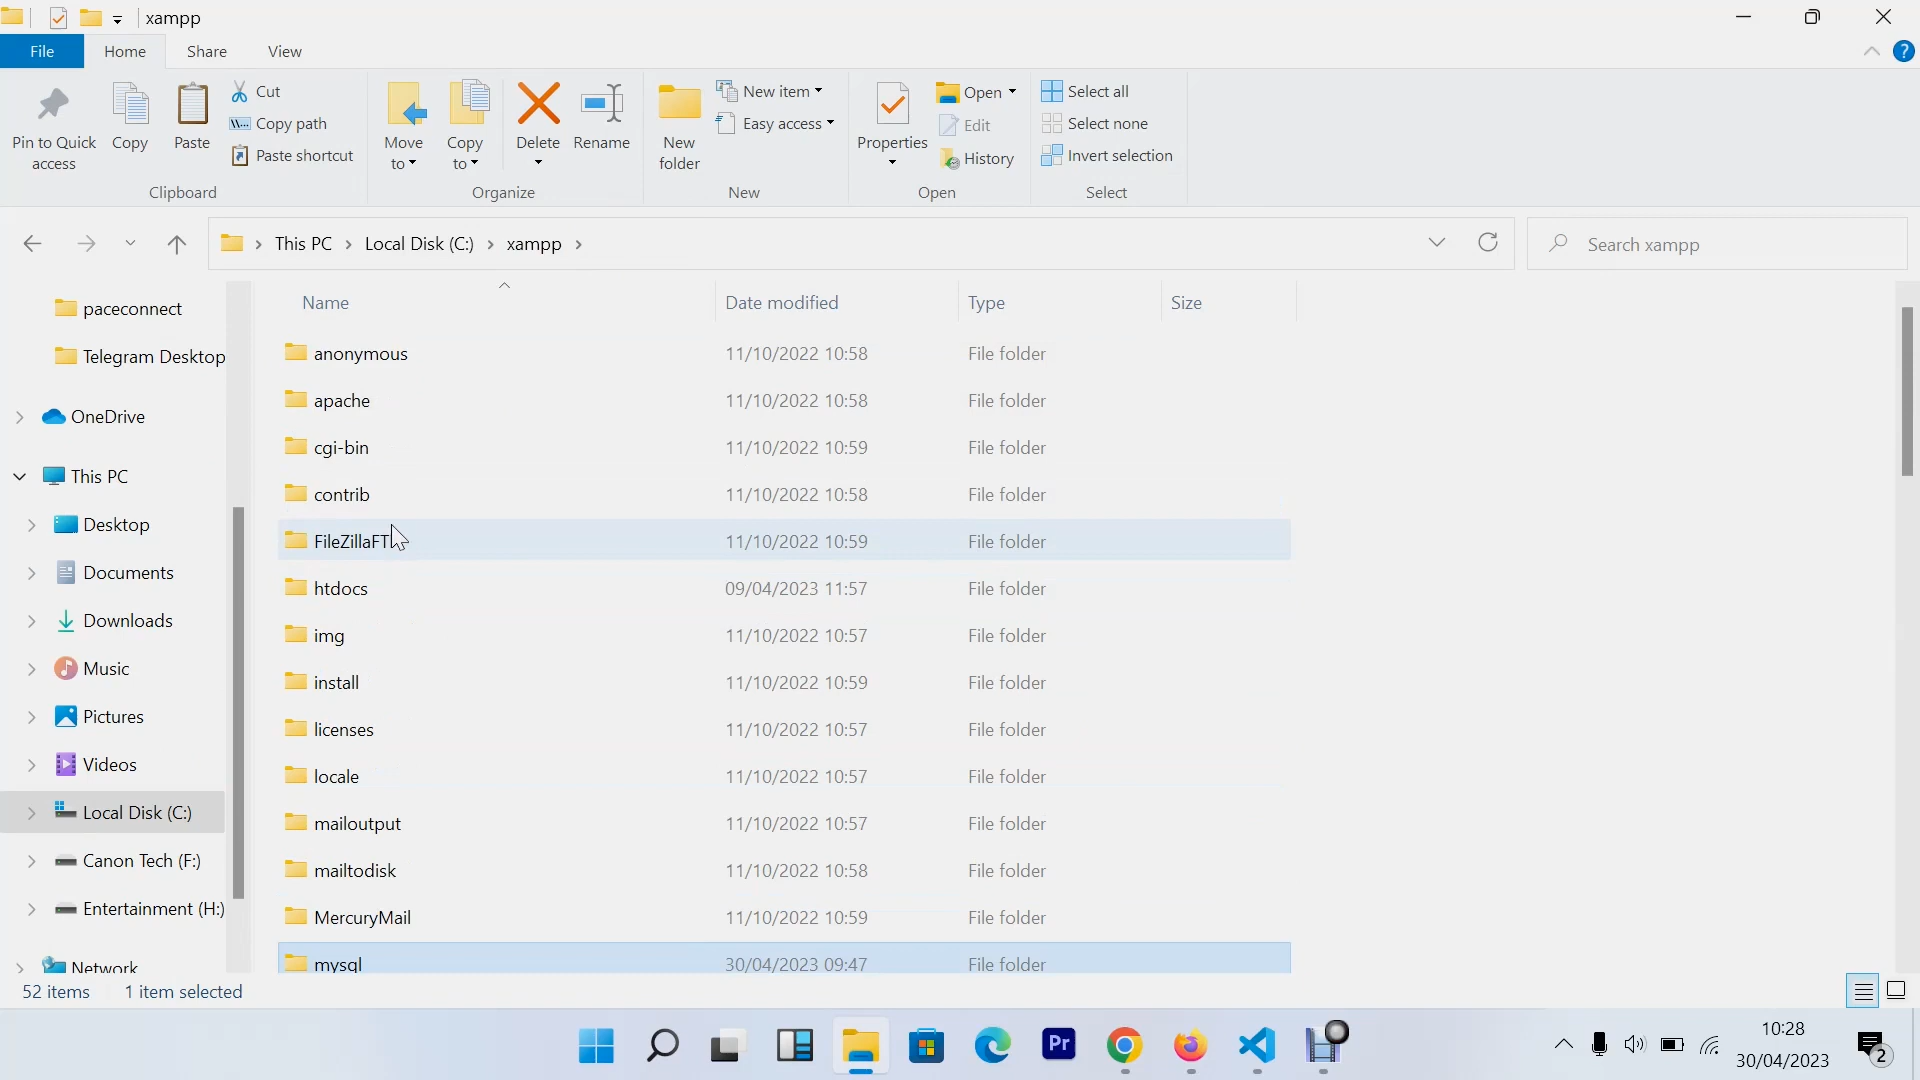 xampp
File Home Share View
Pin to Quick access
Copy
Paste
Cut
Copy path
Paste shortcut
Clipboard
Move to
Copy to
Delete
Rename
Organize
New folder
New item
Easy access
New
Properties
Open
Edit
History
Open
Select all
Select none
Invert selection
Select
This PC Local Disk (C:) xampp
Search xampp
paceconnect
Telegram Desktop
OneDrive
This PC
Desktop
Documents
Downloads
Music
Pictures
Videos
Local Disk (C:)
Canon Tech (F:)
Entertainment (H:)
Network
Name Date modified Type Size
anonymous 11/10/2022 10:58 File folder
apache 11/10/2022 10:58 File folder
cgi-bin 11/10/2022 10:59 File folder
contrib 11/10/2022 10:58 File folder
FileZillaFT 11/10/2022 10:59 File folder
htdocs 09/04/2023 11:57 File folder
img 11/10/2022 10:57 File folder
install 11/10/2022 10:59 File folder
licenses 11/10/2022 10:57 File folder
locale 11/10/2022 10:57 File folder
mailoutput 11/10/2022 10:57 File folder
mailtodisk 11/10/2022 10:58 File folder
MercuryMail 11/10/2022 10:59 File folder
mysql 30/04/2023 09:47 File folder
52 items 1 item selected
Pr
10:28
30/04/2023
2